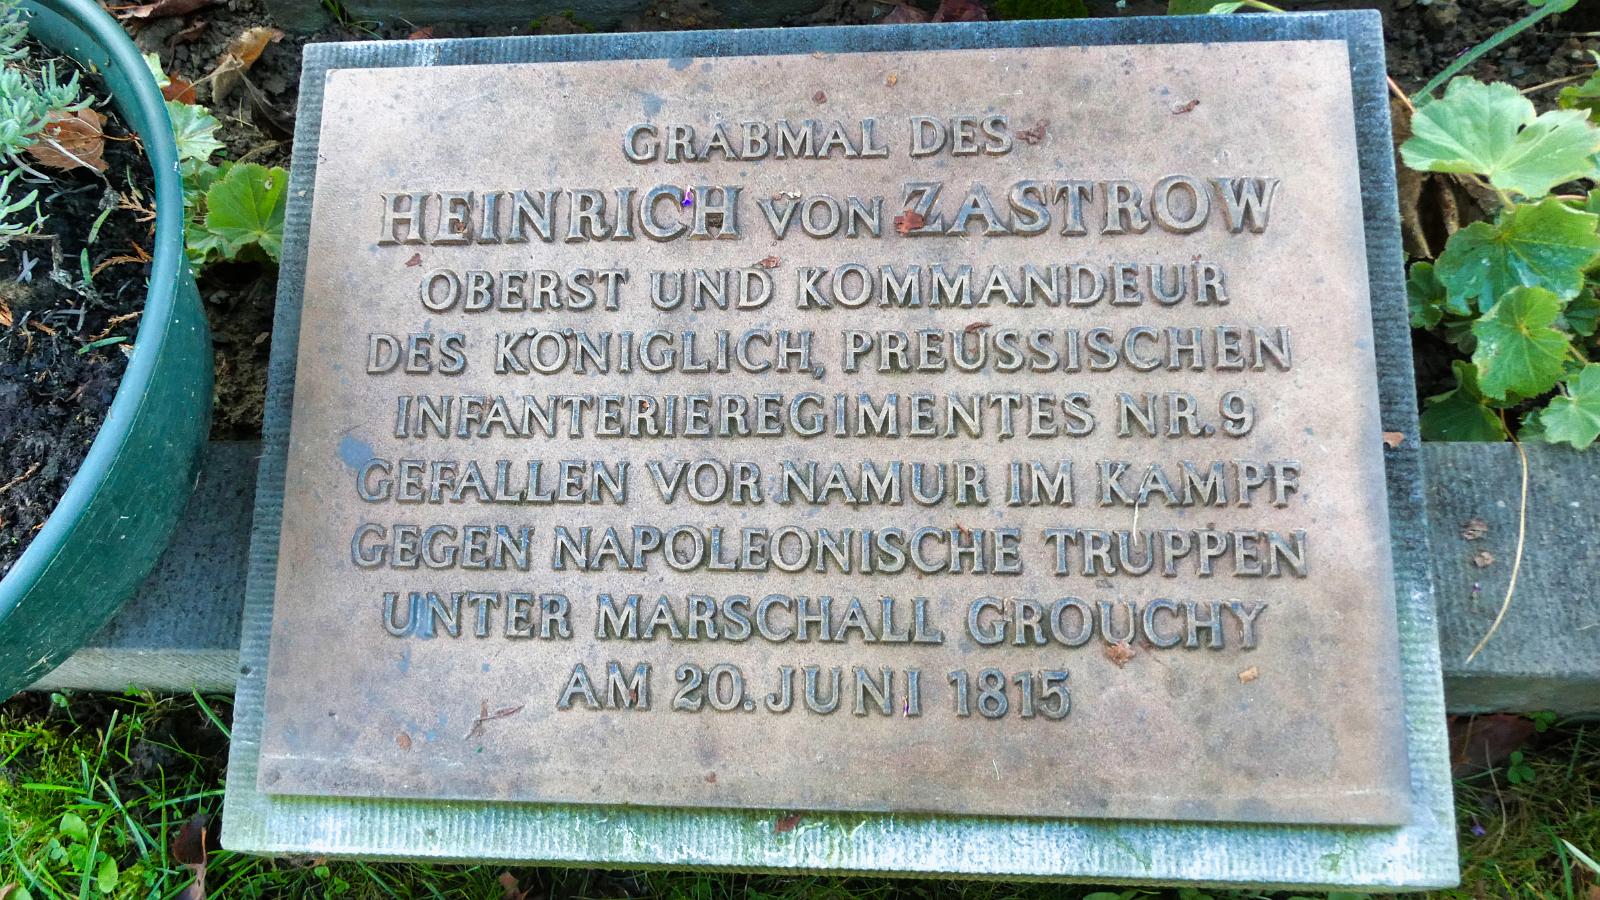 GRABMAL DES
HEINRICH VON ZASTROW
OBERST UND KOMMANDEUR
DES KÖNIGLICH, PREUSSISCHEN
INFANTERIEREGIMENTES NR. 9
GEFALLEN VOR NAMUR IM KAMPF
GEGEN NAPOLEONISCHE TRUPPEN
UNTER MARSCHALL GROUCHY
AM 20. JUNI 1815